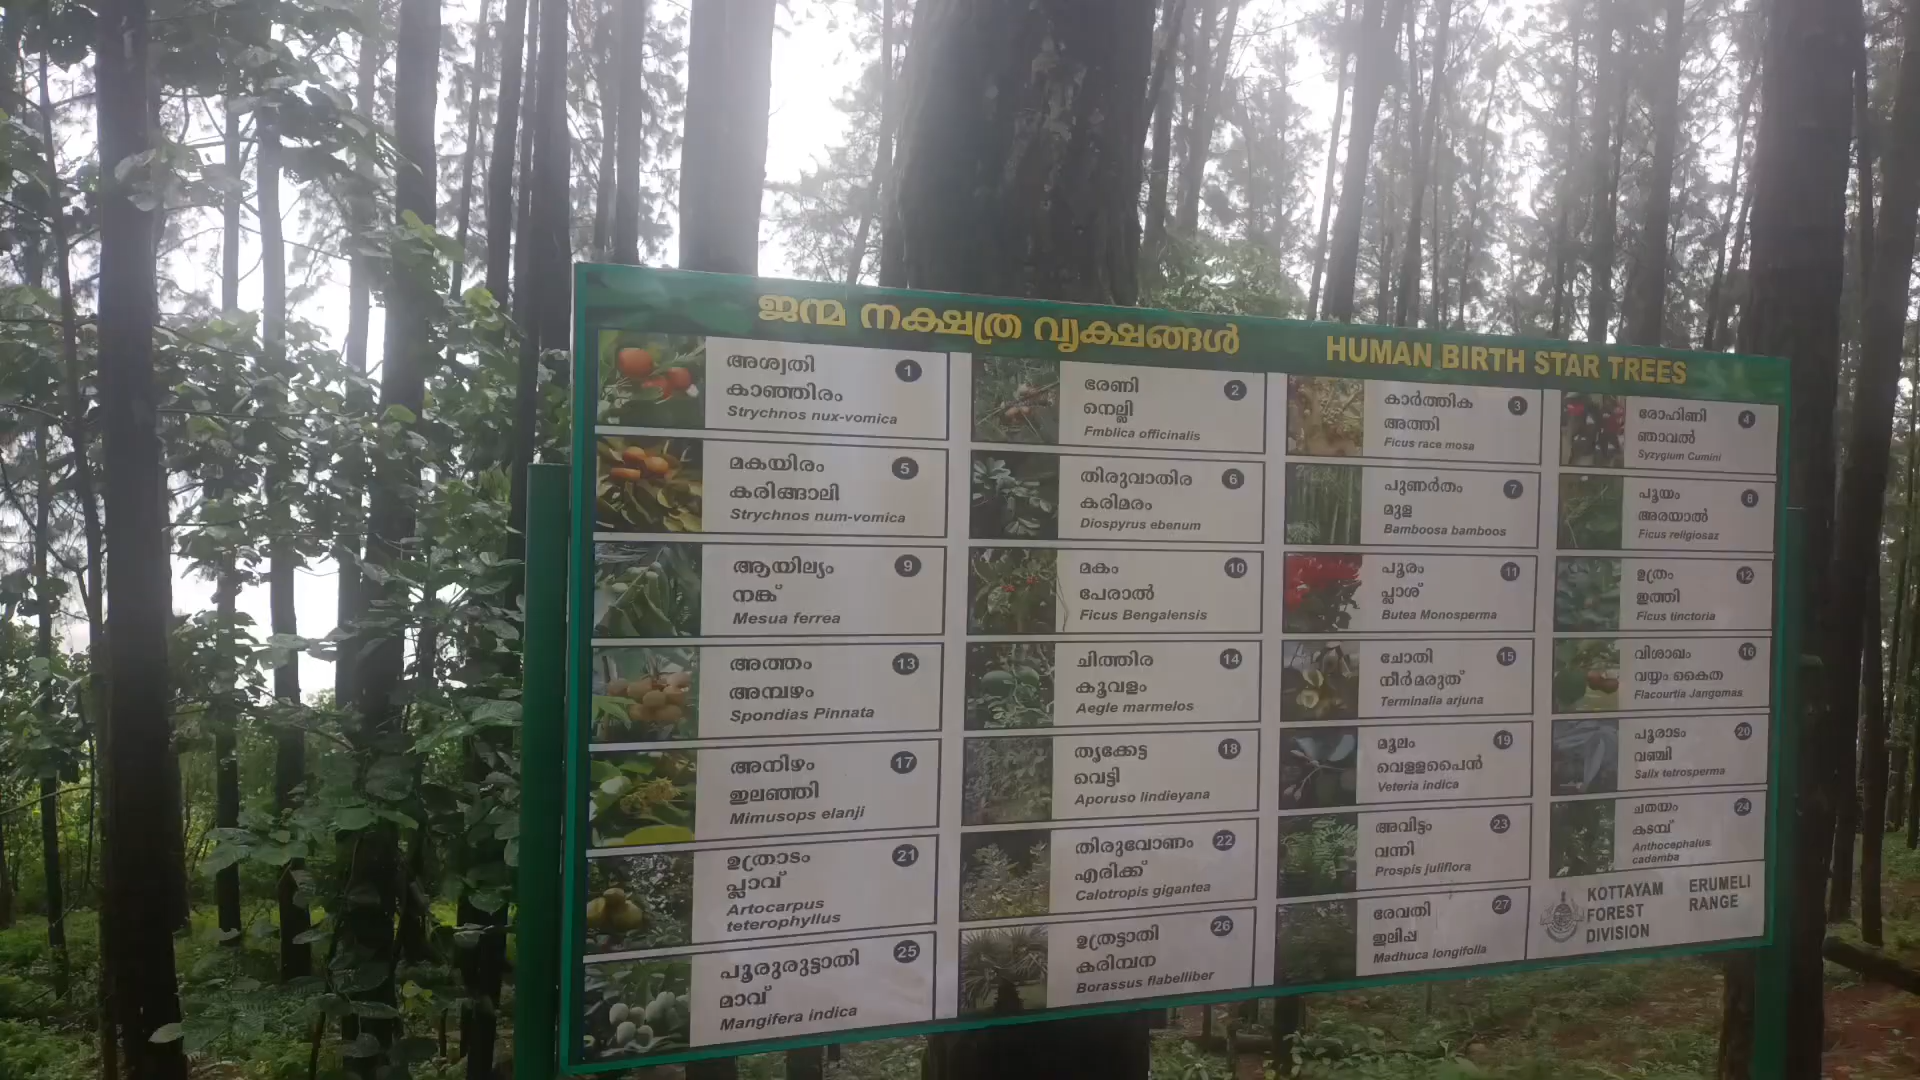 ജന്മ നക്ഷത്ര വൃക്ഷങ്ങൾ HUMAN BIRTH STAR TREES
അശ്വതി 1
കാഞ്ഞിരം
Strychnos nux-vomica
ഭരണി 2
നെല്ലി
Fmblica officinalis
കാർത്തിക 3
അത്തി
Ficus race mosa
രോഹിണി 4
ഞാവൽ
Syzygium Cumini
മകയിരം 5
കരിങ്ങാലി
Strychnos num-vomica
തിരുവാതിര 6
കരിമരം
Diospyrus ebenum
പുണർതം 7
മുള
Bamboosa bamboos
പൂയം 8
അരയാൽ
Ficus religiosaz
ആയില്യം 9
നങ്ക്
Mesua ferrea
മകം 10
പേരാൽ
Ficus Bengalensis
പൂരം 11
പ്ലാശ്
Butea Monosperma
ഉത്രം 12
ഇത്തി
Ficus tinctoria
അത്തം 13
അമ്പഴം
Spondias Pinnata
ചിത്തിര 14
കൂവളം
Aegle marmelos
ചോതി 15
നീർമരുത്
Terminalia arjuna
വിശാഖം 16
വയ്യം കൈത
Flacourtia Jangomas
അനിഴം 17
ഇലഞ്ഞി
Mimusops elanji
തൃക്കേട്ട 18
വെട്ടി
Aporuso lindieyana
മൂലം 19
വെള്ളപൈൻ
Veteria indica
പൂരാടം 20
വഞ്ചി
Salix tetrosperma
ഉത്രാടം 21
പ്ലാവ്
Artocarpus
teterophyllus
തിരുവോണം 22
എരിക്ക്
Calotropis gigantea
അവിട്ടം 23
വന്നി
Prospis juliflora
ചതയം 24
കടമ്പ്
Anthocephalus
cadamba
പൂരുരുട്ടാതി 25
മാവ്
Mangifera indica
ഉത്രട്ടാതി 26
കരിമ്പന
Borassus flabelliber
രേവതി 27
ഇലിപ്പ
Madhuca longifolla
KOTTAYAM
FOREST
DIVISION
ERUMELI
RANGE